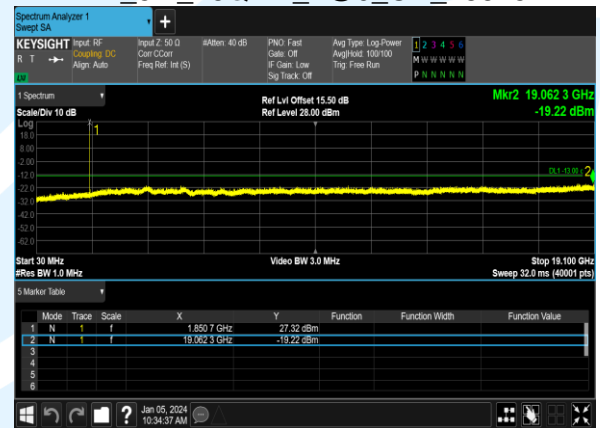 Spectrum Analyzer 1
Swept SA
KEYSIGHT
R T
LW
Input: RF
Coupling: DC
Align: Auto
Input Z: 50 Ω
Corr CCorr
Freq Ref: Int (S)
#Atten: 40 dB
PNO: Fast
Gate: Off
IF Gain: Low
Sig Track: Off
Avg Type: Log-Power
Avg|Hold: 100/100
Trig: Free Run
1 2 3 4 5 6
M W W W W W
P N N N N N
1 Spectrum
Scale/Div 10 dB
Ref Lvl Offset 15.50 dB
Ref Level 28.00 dBm
Mkr2 19.062 3 GHz
-19.22 dBm
Log
1
18.0
8.00
-2.00
-12.0
DL1 -13.00
2
-22.0
-32.0
-42.0
-52.0
-62.0
Start 30 MHz
#Res BW 1.0 MHz
Video BW 3.0 MHz
Stop 19.100 GHz
Sweep 32.0 ms (40001 pts)
5 Marker Table
Mode Trace Scale X Y Function Function Width Function Value
1 N 1 f 1.850 7 GHz 27.32 dBm
2 N 1 f 19.062 3 GHz -19.22 dBm
3
4
5
6
?
Jan 05, 2024
10:34:37 AM